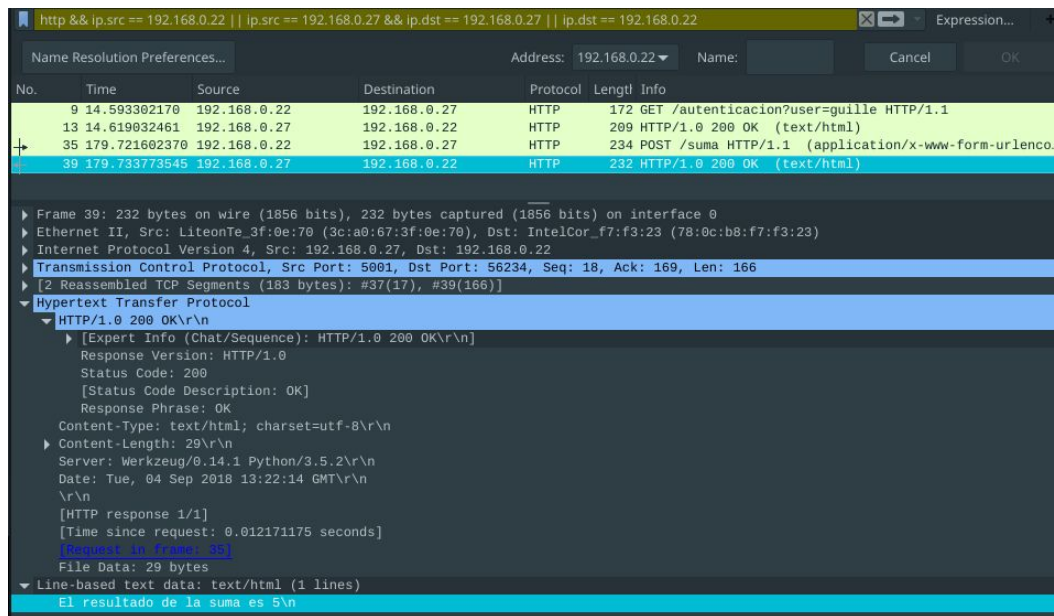 http && ip.src == 192.168.0.22 || ip.src == 192.168.0.27 && ip.dst == 192.168.0.27 || ip.dst == 192.168.0.22 Expression... +
Name Resolution Preferences... Address: 192.168.0.22 Name: Cancel OK
No. Time Source Destination Protocol Lengtl Info
9 14.593302170 192.168.0.22 192.168.0.27 HTTP 172 GET /autenticacion?user=guille HTTP/1.1
13 14.619032461 192.168.0.27 192.168.0.22 HTTP 209 HTTP/1.0 200 OK (text/html)
35 179.721602370 192.168.0.22 192.168.0.27 HTTP 234 POST /suma HTTP/1.1 (application/x-www-form-urlenco…
39 179.733773545 192.168.0.27 192.168.0.22 HTTP 232 HTTP/1.0 200 OK (text/html)
Frame 39: 232 bytes on wire (1856 bits), 232 bytes captured (1856 bits) on interface 0
Ethernet II, Src: LiteonTe_3f:0e:70 (3c:a0:67:3f:0e:70), Dst: IntelCor_f7:f3:23 (78:0c:b8:f7:f3:23)
Internet Protocol Version 4, Src: 192.168.0.27, Dst: 192.168.0.22
Transmission Control Protocol, Src Port: 5001, Dst Port: 56234, Seq: 18, Ack: 169, Len: 166
[2 Reassembled TCP Segments (183 bytes): #37(17), #39(166)]
Hypertext Transfer Protocol
HTTP/1.0 200 OK\r\n
[Expert Info (Chat/Sequence): HTTP/1.0 200 OK\r\n]
Response Version: HTTP/1.0
Status Code: 200
[Status Code Description: OK]
Response Phrase: OK
Content-Type: text/html; charset=utf-8\r\n
Content-Length: 29\r\n
Server: Werkzeug/0.14.1 Python/3.5.2\r\n
Date: Tue, 04 Sep 2018 13:22:14 GMT\r\n
\r\n
[HTTP response 1/1]
[Time since request: 0.012171175 seconds]
[Request in frame: 35]
File Data: 29 bytes
Line-based text data: text/html (1 lines)
El resultado de la suma es 5\n